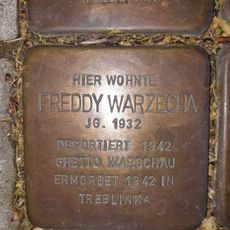 HIER WOHNTE
FREDDY WARZECHA
JG. 1932
DEPORTIERT 1942
GHETTO WARSCHAU
ERMORDET 1942 IN
TREBLINKA